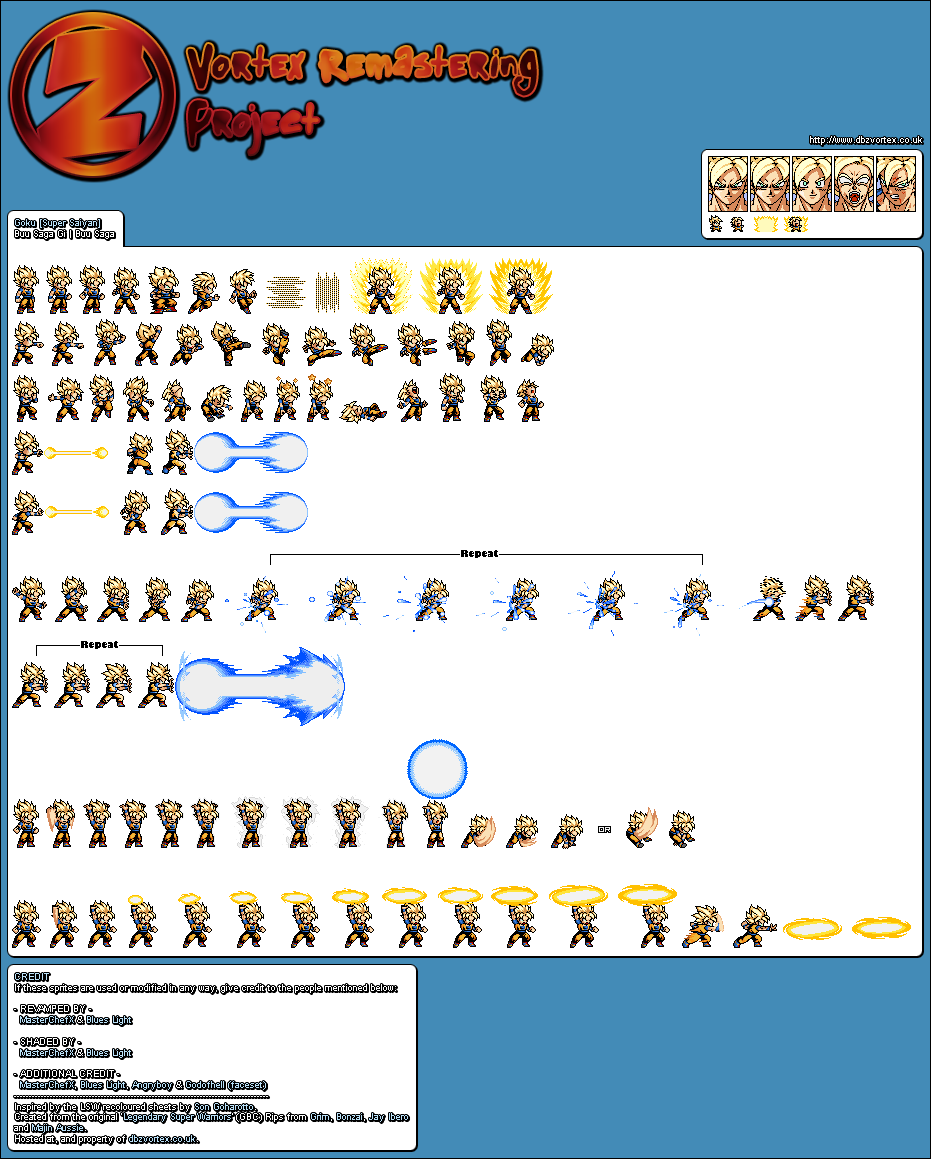 Z Vortex Remastering
Project
http://www.dbzvortex.co.uk
Goku [Super Saiyan]
Buu Saga Gi | Buu Saga
Repeat
Repeat
OR
CREDIT
If these sprites are used or modified in any way, give credit to the people mentioned below:
- REVAMPED BY -
MasterChefX & Blues Light
- SHADED BY -
MasterChefX & Blues Light
- ADDITIONAL CREDIT -
MasterChefX, Blues Light, Angryboy & Godofhell (faceset)
Inspired by the LSW recoloured sheets by Son Goharotto.
Created from the original "Legendary Super Warriors" (GBC) Rips from Grim, Bonzai, Jay Ibero
and Majin Aussie.
Hosted at, and property of dbzvortex.co.uk.